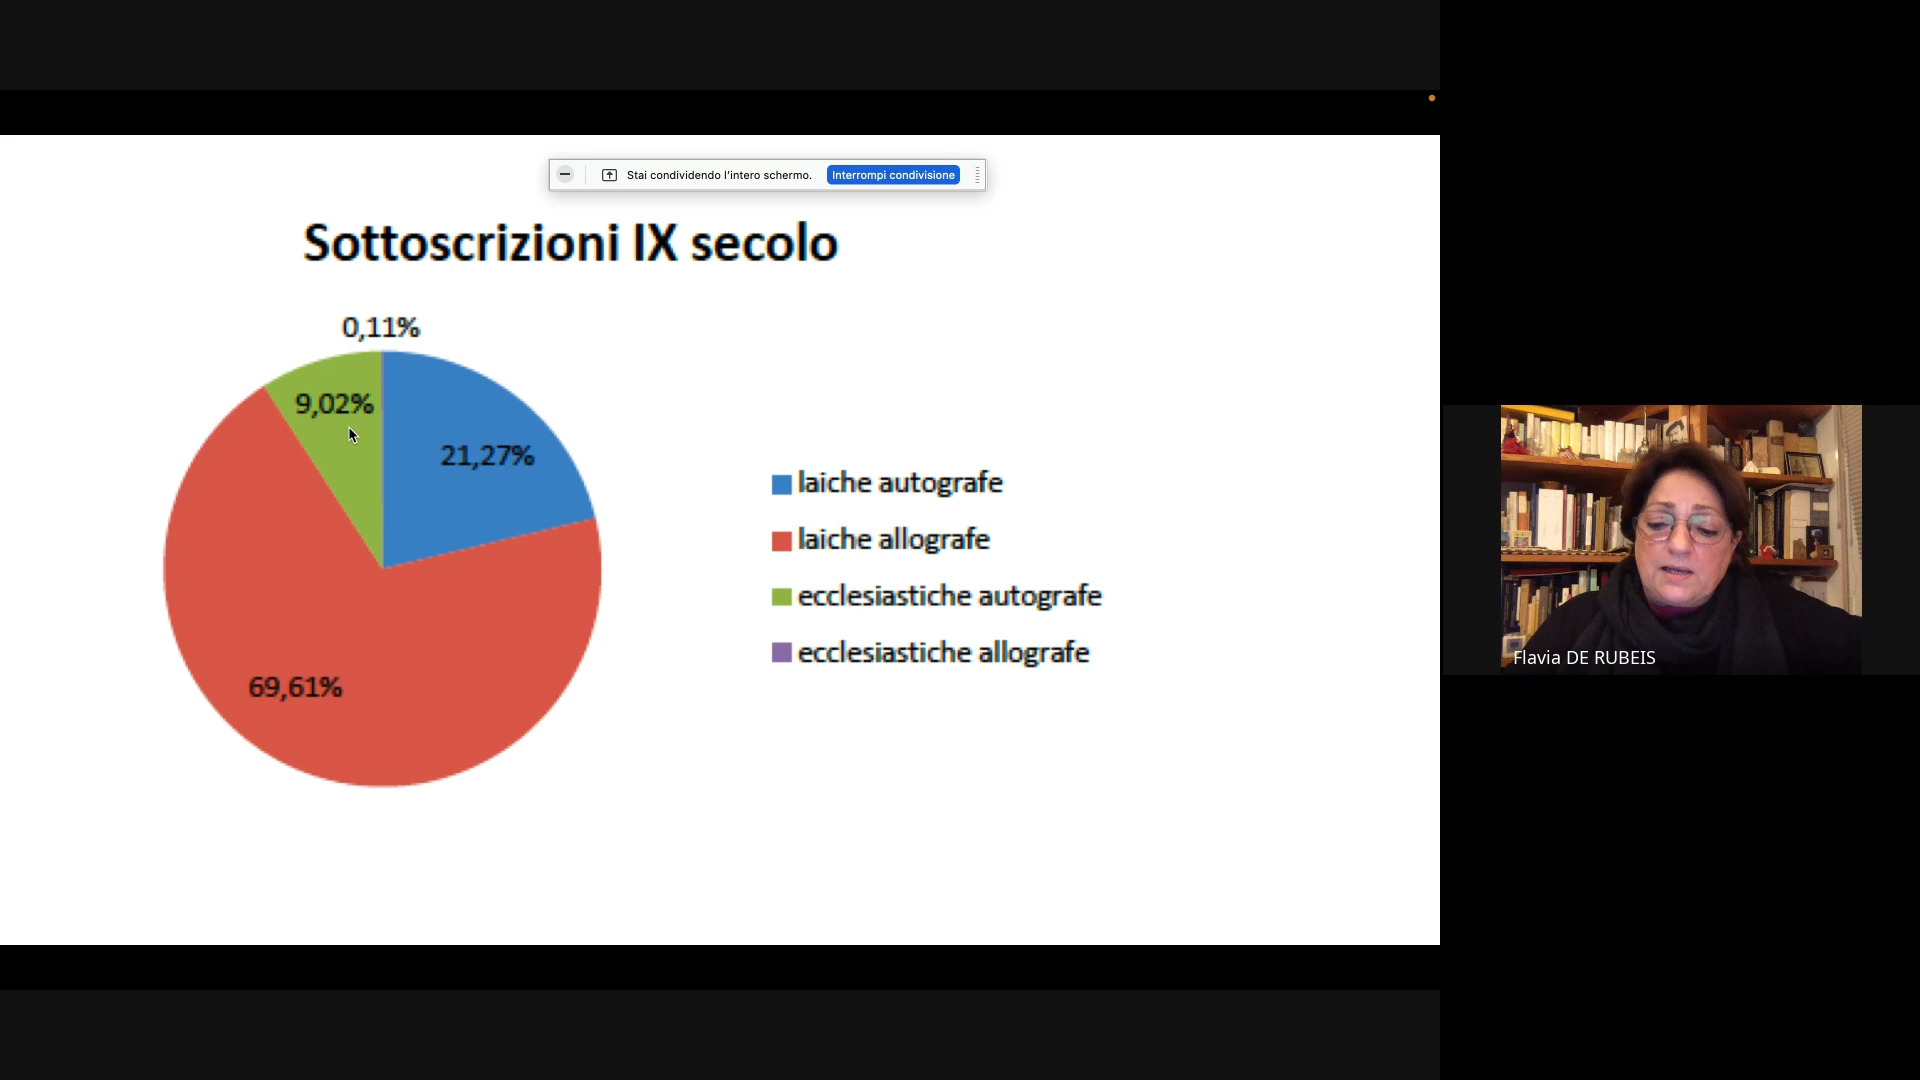 Stai condividendo l'intero schermo. Interrompi condivisione
Sottoscrizioni IX secolo
0,11%
9,02%
21,27%
69,61%
laiche autografe
laiche allografe
ecclesiastiche autografe
ecclesiastiche allografe
Flavia DE RUBEIS